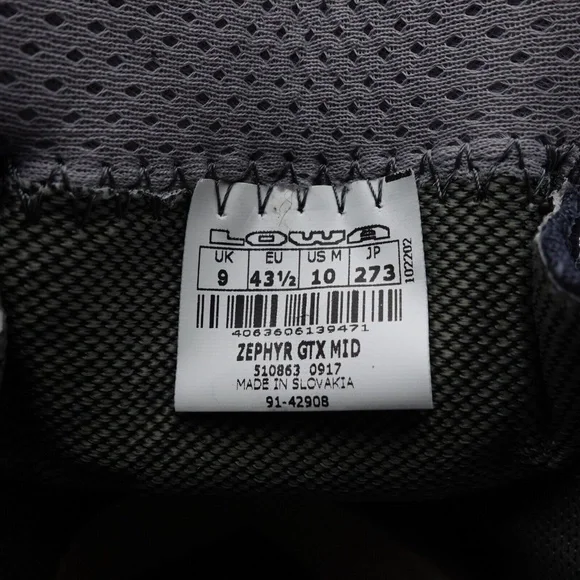 LOWA
UK EU US M JP
9 43½ 10 273
102202
4063606139471
ZEPHYR GTX MID
510863 0917
MADE IN SLOVAKIA
91-42908